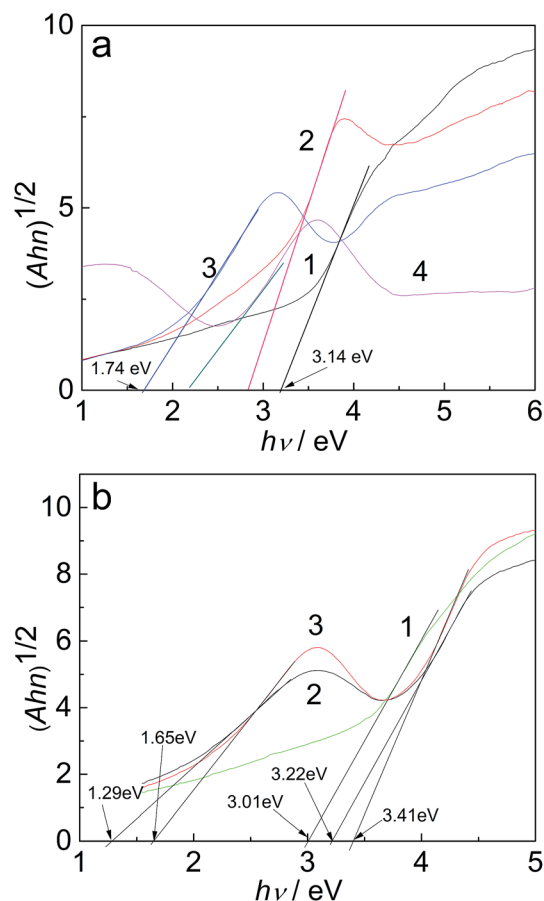 a
10
5
0
(Ahn)1/2
2
3
1
4
1.74 eV
3.14 eV
1 2 3 4 5 6
hν / eV
b
10
8
6
4
2
0
(Ahn)1/2
3
1
2
1.65eV
1.29eV
3.22eV
3.01eV
3.41eV
1 2 3 4 5
hν / eV